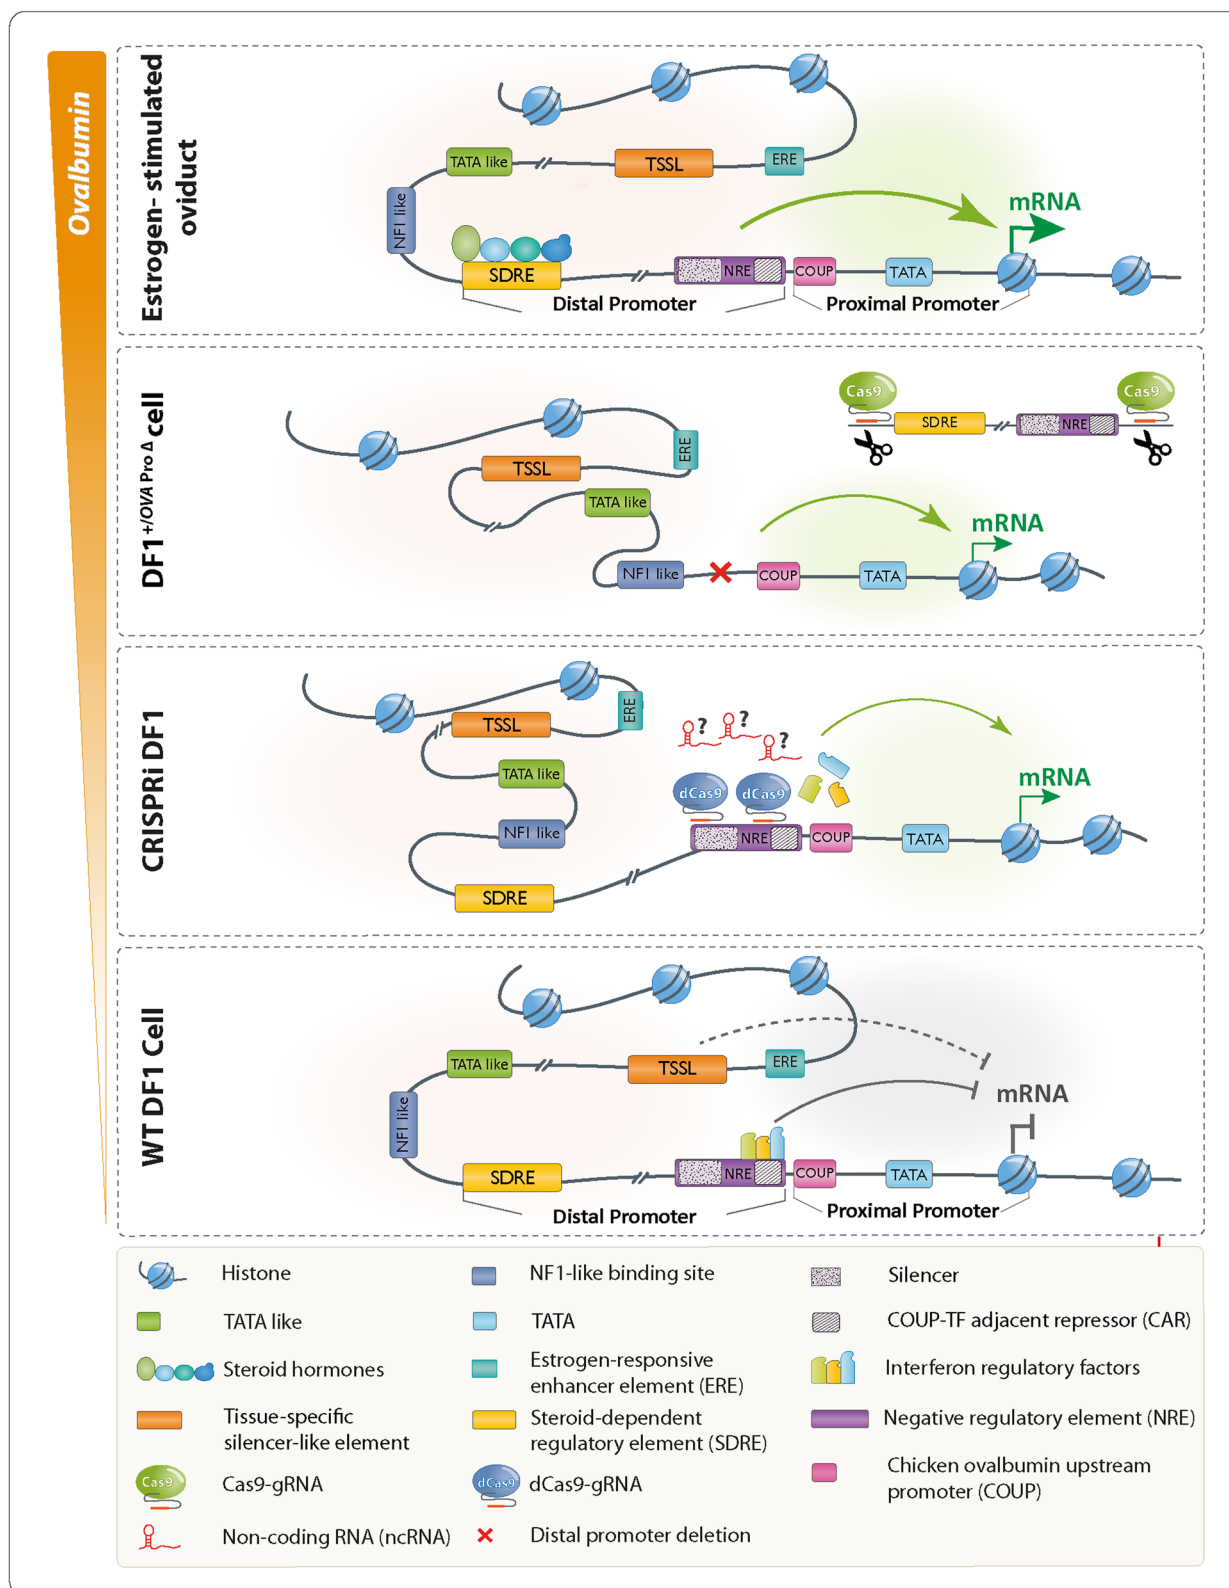 Ovalbumin
Estrogen- stimulated
oviduct
TATA like
TSSL
ERE
NFI like
mRNA
SDRE
NRE
COUP
TATA
Distal Promoter
Proximal Promoter
DF1+/OVA Pro Δ cell
Cas9
Cas9
SDRE
NRE
ERE
TSSL
TATA like
mRNA
NF1 like
COUP
TATA
CRISPRi DF1
ERE
TSSL
?
?
?
TATA like
dCas9
dCas9
mRNA
NFI like
NRE
COUP
TATA
SDRE
WT DF1 Cell
TATA like
TSSL
ERE
mRNA
NFI like
SDRE
NRE
COUP
TATA
Distal Promoter
Proximal Promoter
Histone
NF1-like binding site
Silencer
TATA like
TATA
COUP-TF adjacent repressor (CAR)
Steroid hormones
Estrogen-responsive
enhancer element (ERE)
Interferon regulatory factors
Tissue-specific
silencer-like element
Steroid-dependent
regulatory element (SDRE)
Negative regulatory element (NRE)
Cas9
Cas9-gRNA
dCas9
dCas9-gRNA
Chicken ovalbumin upstream
promoter (COUP)
Non-coding RNA (ncRNA)
Distal promoter deletion